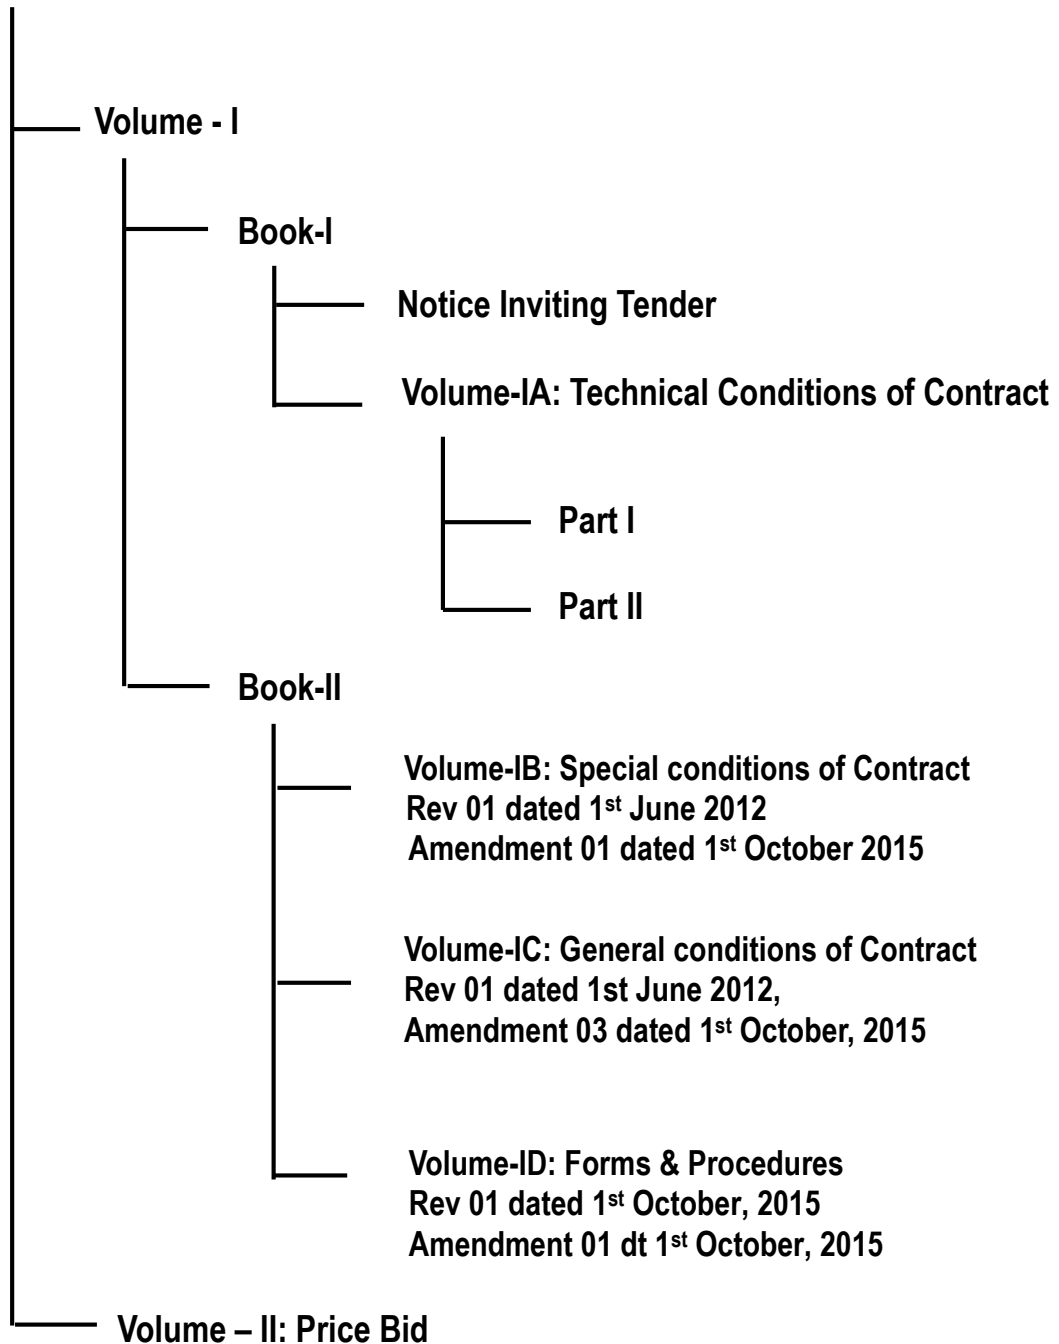 Volume - I
Book-I
Notice Inviting Tender
Volume-IA: Technical Conditions of Contract
Part I
Part II
Book-II
Volume-IB: Special conditions of Contract
Rev 01 dated 1st June 2012
Amendment 01 dated 1st October 2015
Volume-IC: General conditions of Contract
Rev 01 dated 1st June 2012,
Amendment 03 dated 1st October, 2015
Volume-ID: Forms & Procedures
Rev 01 dated 1st October, 2015
Amendment 01 dt 1st October, 2015
Volume – II: Price Bid